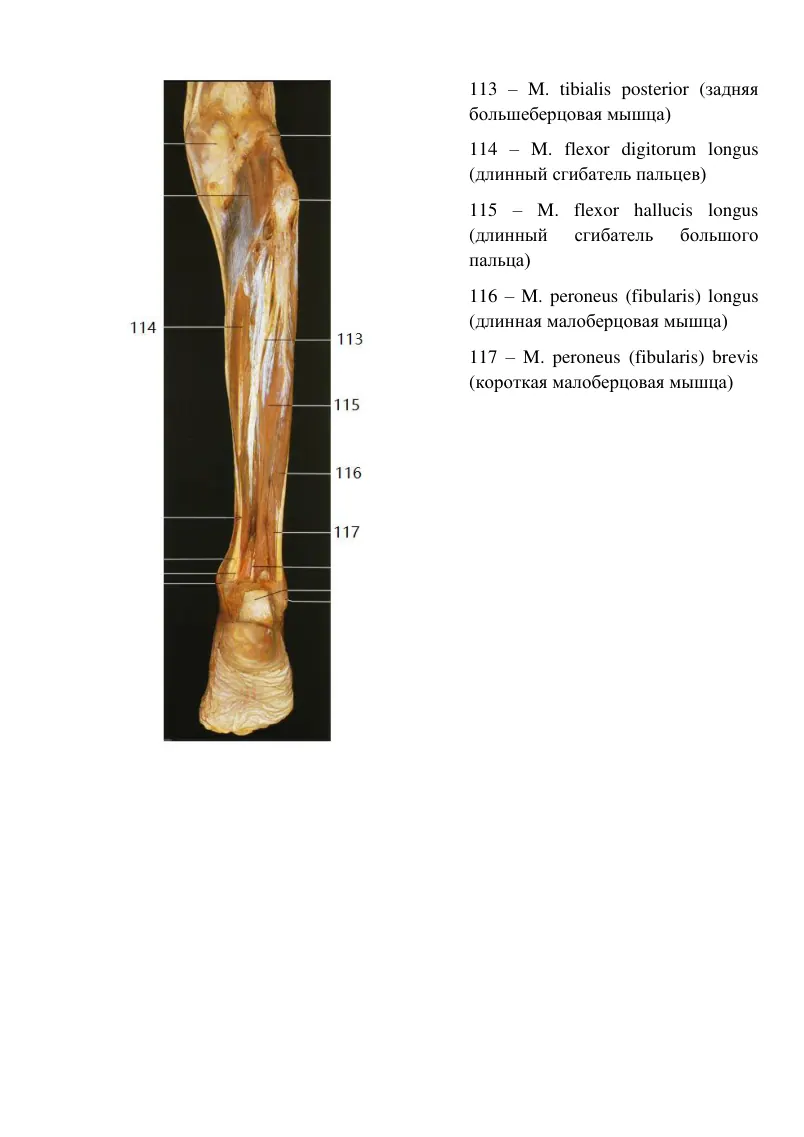 114
113
115
116
117
113 – M. tibialis posterior (задняя
большеберцовая мышца)
114 – M. flexor digitorum longus
(длинный сгибатель пальцев)
115 – M. flexor hallucis longus
(длинный сгибатель большого
пальца)
116 – M. peroneus (fibularis) longus
(длинная малоберцовая мышца)
117 – M. peroneus (fibularis) brevis
(короткая малоберцовая мышца)